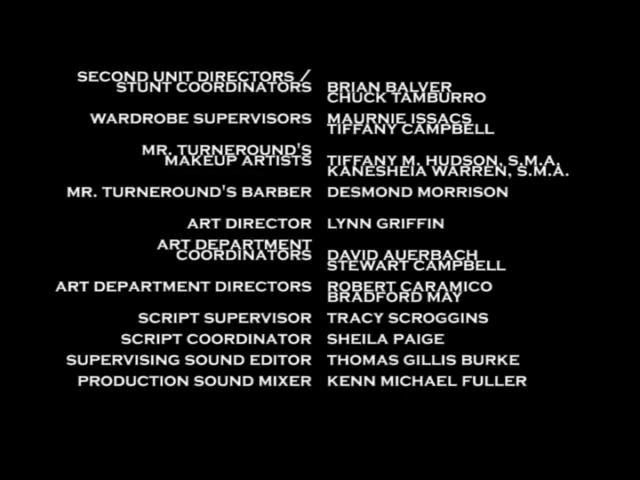 SECOND UNIT DIRECTORS /
STUNT COORDINATORS BRIAN BALVER
CHUCK TAMBURRO
WARDROBE SUPERVISORS MAURNIE ISSACS
TIFFANY CAMPBELL
MR. TURNEROUND'S
MAKEUP ARTISTS TIFFANY M. HUDSON, S.M.A.
KANESHEIA WARREN, S.M.A.
MR. TURNEROUND'S BARBER DESMOND MORRISON
ART DIRECTOR LYNN GRIFFIN
ART DEPARTMENT
COORDINATORS DAVID AUERBACH
STEWART CAMPBELL
ART DEPARTMENT DIRECTORS ROBERT CARAMICO
BRADFORD MAY
SCRIPT SUPERVISOR TRACY SCROGGINS
SCRIPT COORDINATOR SHEILA PAIGE
SUPERVISING SOUND EDITOR THOMAS GILLIS BURKE
PRODUCTION SOUND MIXER KENN MICHAEL FULLER